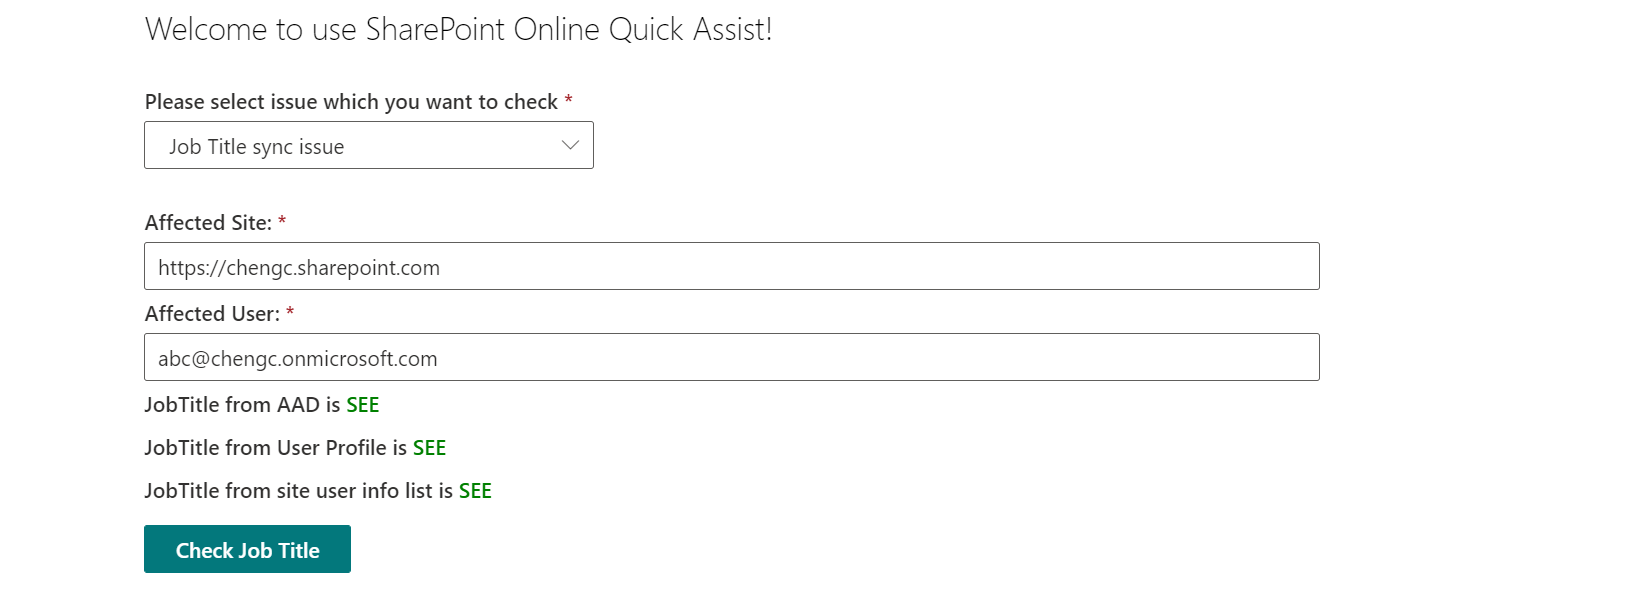 Welcome to use SharePoint Online Quick Assist!
Please select issue which you want to check *
Job Title sync issue
Affected Site: *
https://chengc.sharepoint.com
Affected User: *
abc@chengc.onmicrosoft.com
JobTitle from AAD is SEE
JobTitle from User Profile is SEE
JobTitle from site user info list is SEE
Check Job Title